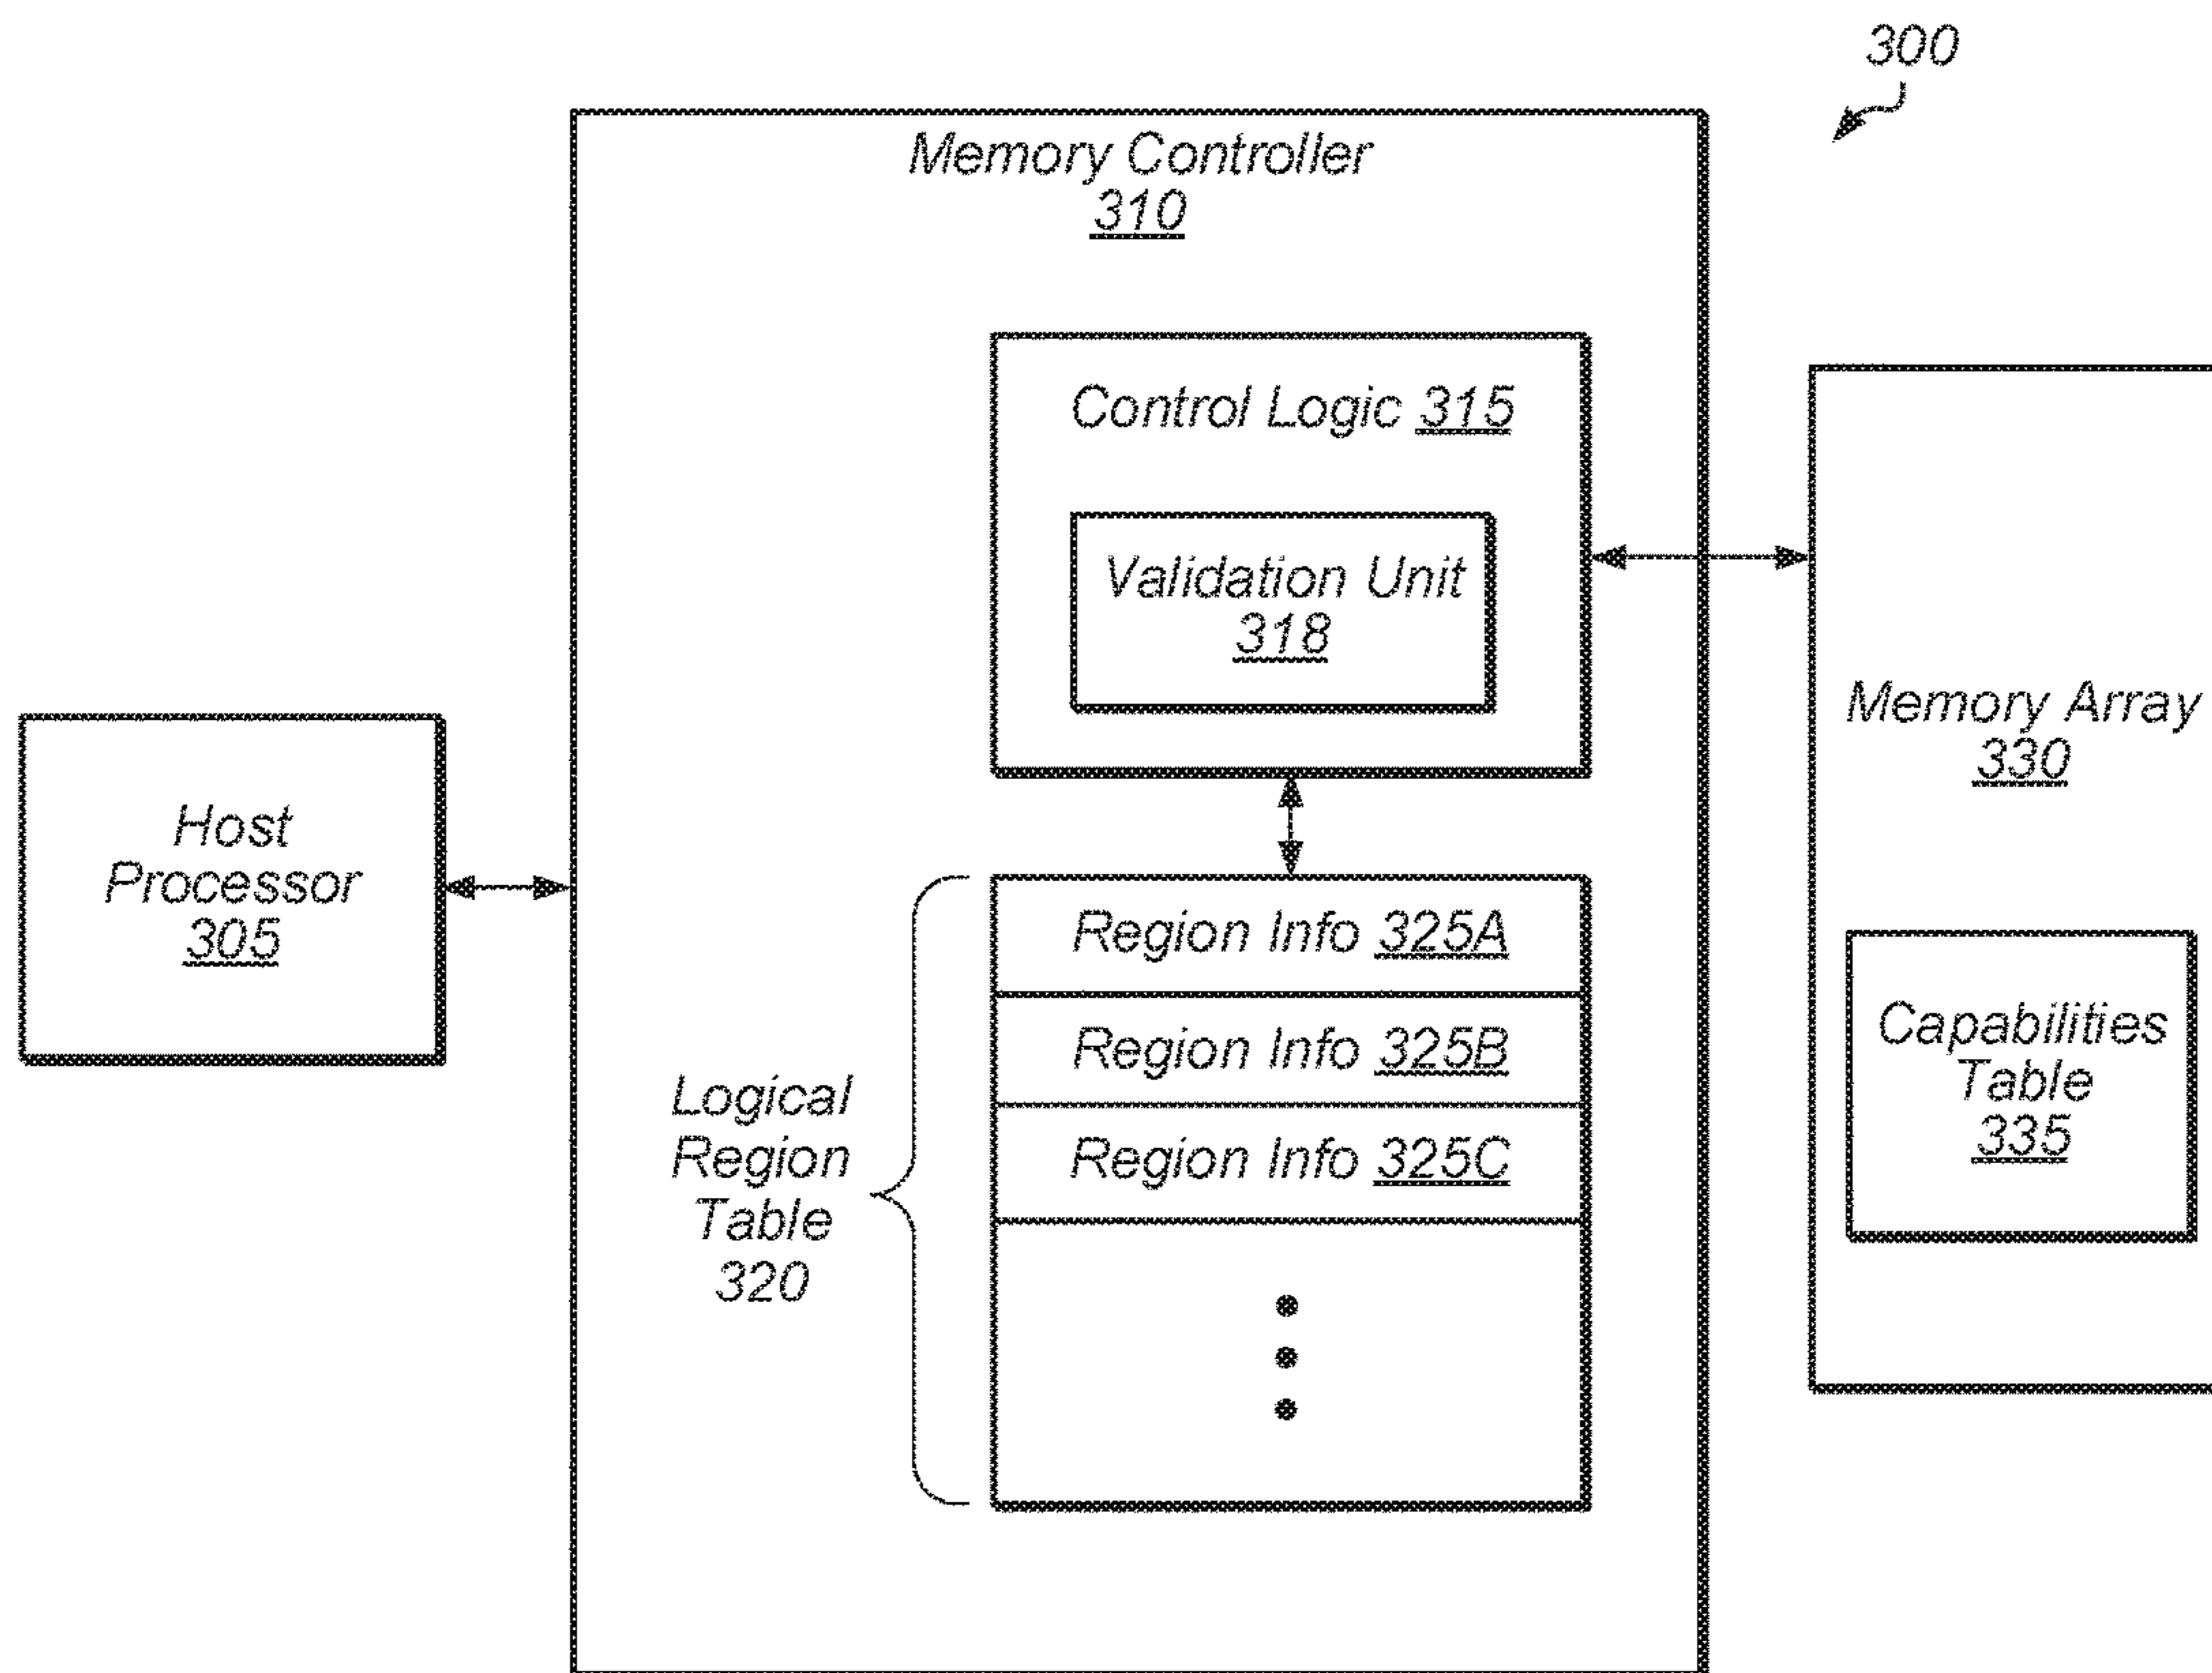 300
Memory Controller
310
Control Logic 315
Validation Unit
318
Memory Array
330
Host
Processor
305
Region Info 325A
Region Info 325B
Region Info 325C
Logical
Region
Table
320
Capabilities
Table
335